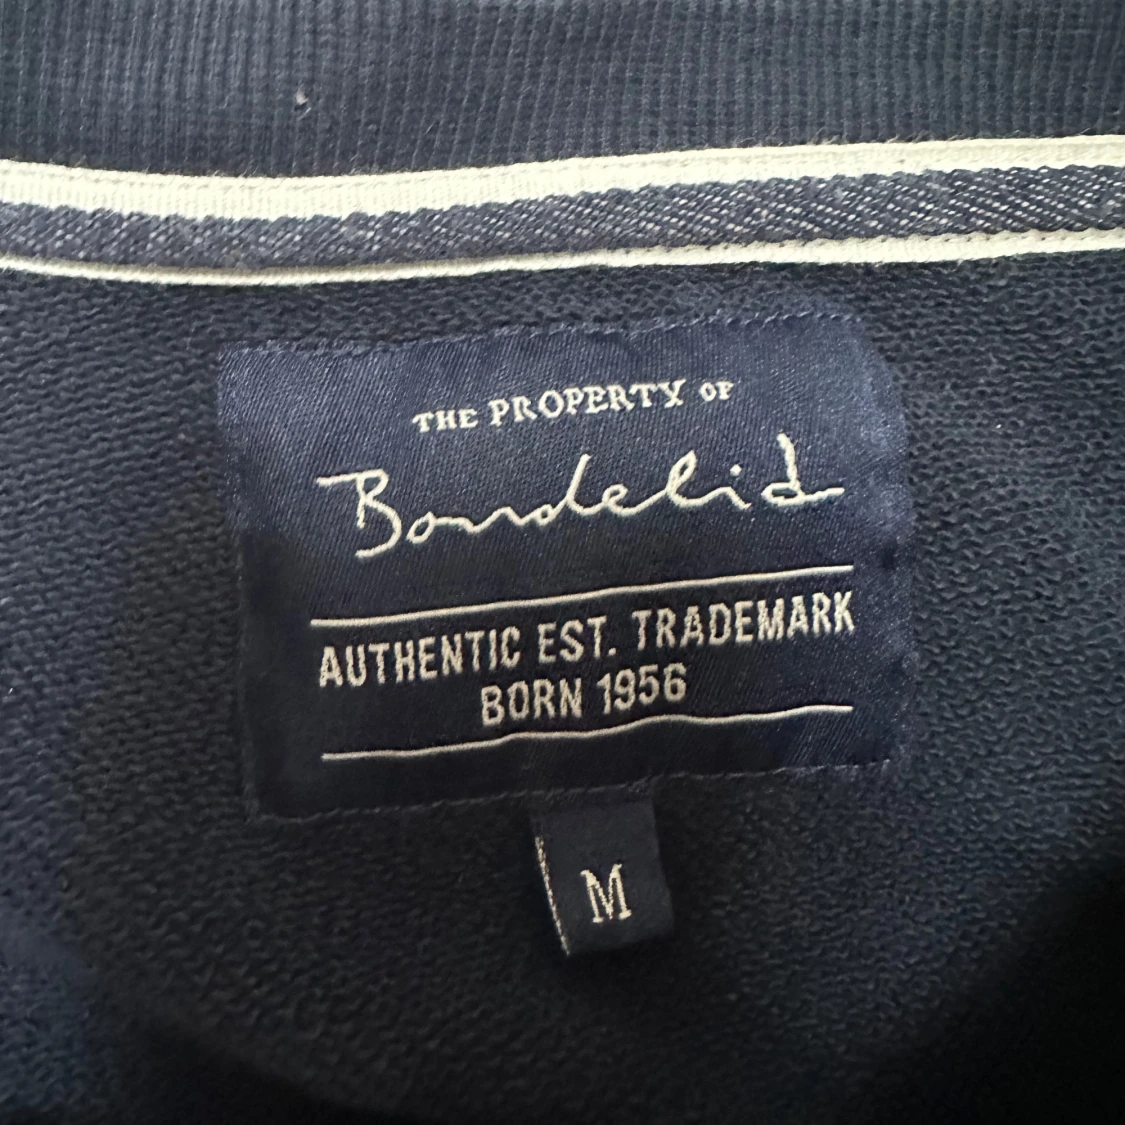 THE PROPERTY OF
Bondelid
AUTHENTIC EST. TRADEMARK
BORN 1956
M